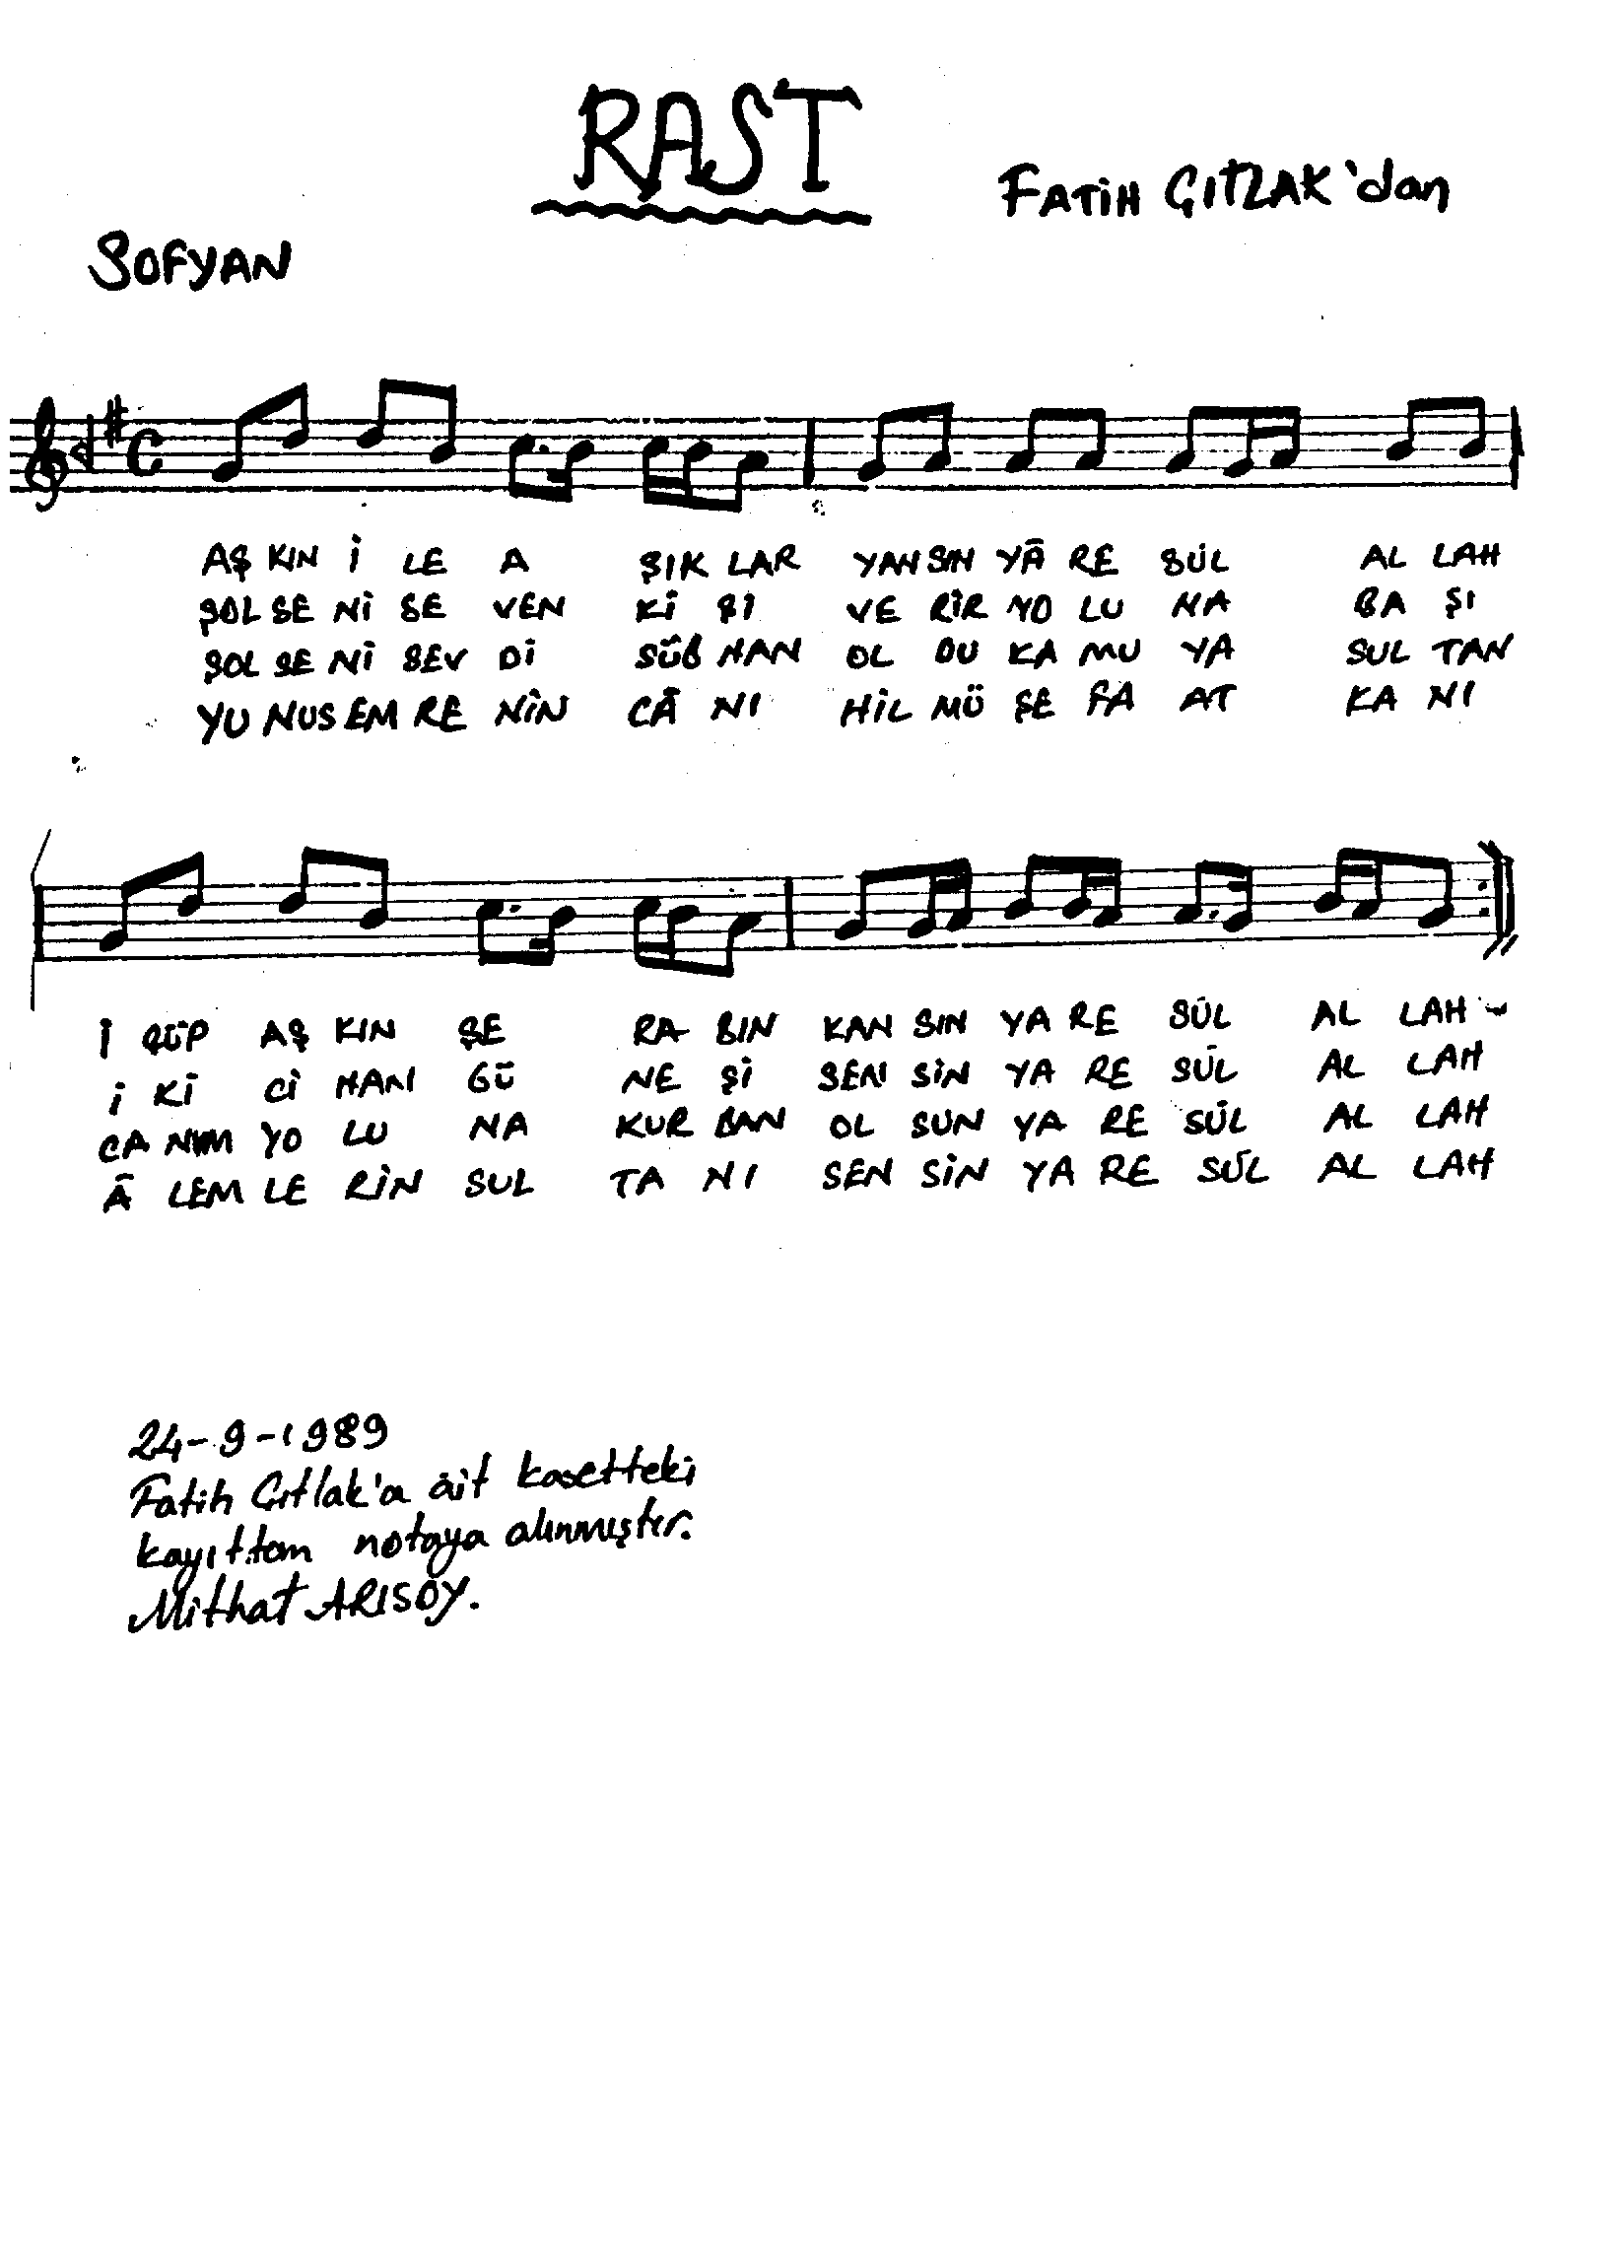 RAST
FATİH ÇITLAK'dan
SOFYAN
AŞ KIN İ LE A ŞIK LAR YAN SIN YÂ RE SÛL AL LAH
ŞOL SE Nİ SE VEN Kİ Şİ VE RİR YO LU NA BA ŞI
ŞOL SE Nİ SEV Dİ SÜB HAN OL DU KA MU YA SUL TAN
YU NUS EM RE NİN CÂ NI HİL MÜ ŞE FA AT KA NI
İ ÇÜP AŞ KIN ŞE RA BIN KAN SIN YA RE SÛL AL LAH
İ Kİ Cİ HAN GÜ NE Şİ SEN SİN YA RE SÛL AL LAH
CA NIM YO LU NA KUR BAN OL SUN YA RE SÛL AL LAH
Â LEM LE RİN SUL TA NI SEN SİN YA RE SÛL AL LAH
24-9-1989
Fatih Çıtlak'a âit kasetteki
kayıttan notaya alınmıştır.
Mithat ARISOY.